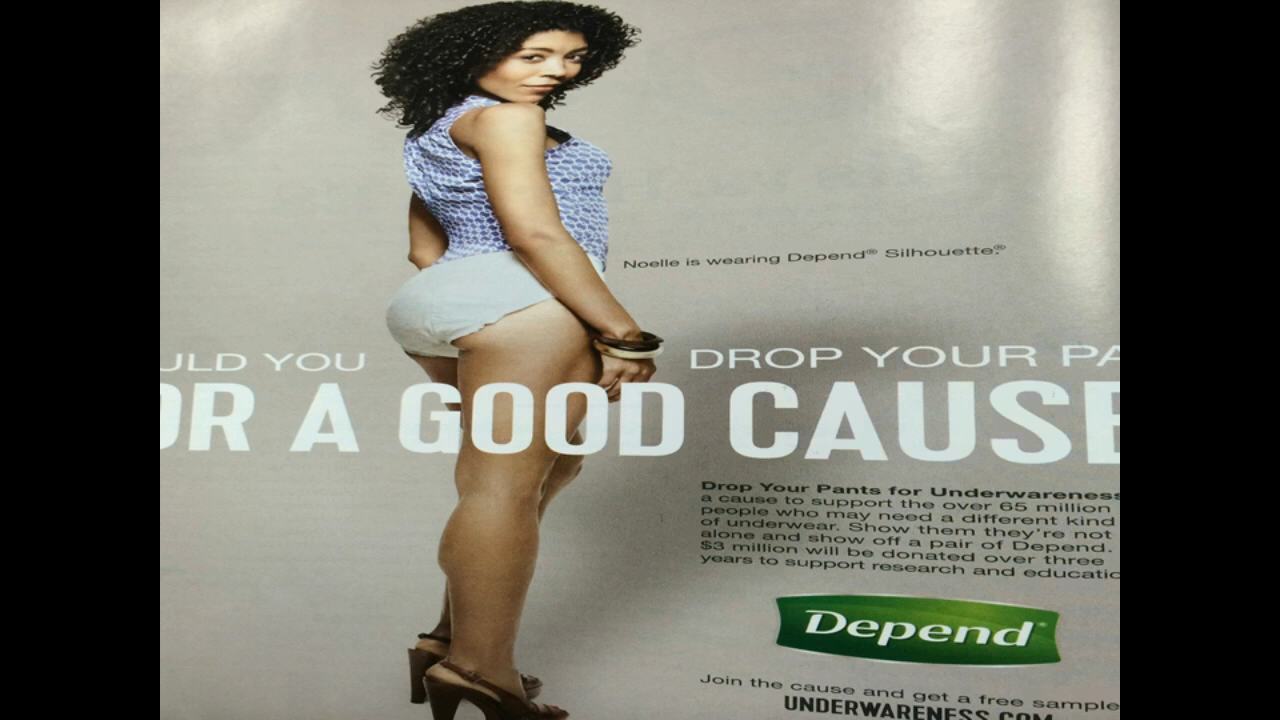 Noelle is wearing Depend® Silhouette.®
ULD YOU DROP YOUR PA
OR A GOOD CAUSE
Drop Your Pants for Underwareness
a cause to support the over 65 million
people who may need a different kind
of underwear. Show them they're not
alone and show off a pair of Depend.
$3 million will be donated over three
years to support research and educatio
Depend®
Join the cause and get a free sample
UNDERWARENESS.COM